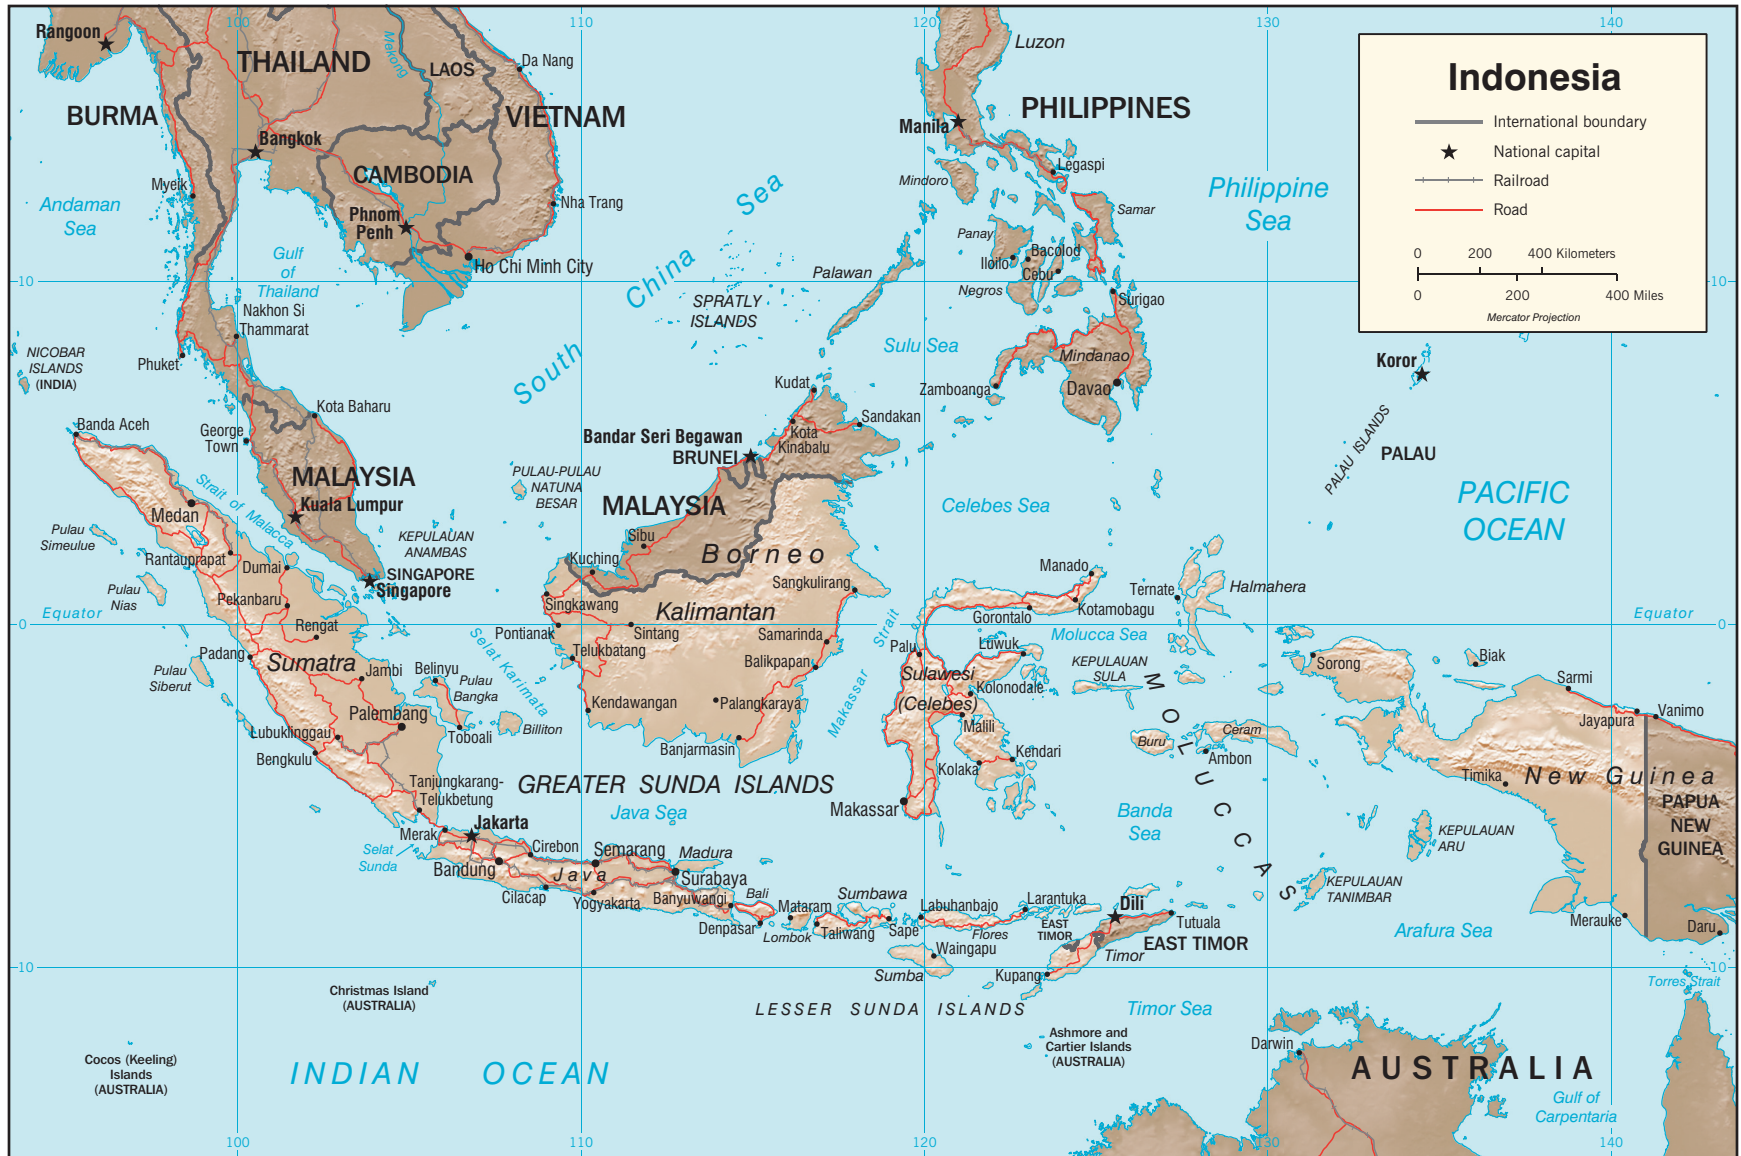 100
110
120
130
140
Rangoon
THAILAND
LAOS
Mekong
Da Nang
Luzon
Indonesia
International boundary
National capital
Railroad
Road
0 200 400 Kilometers
0 200 400 Miles
Mercator Projection
BURMA
VIETNAM
PHILIPPINES
Manila
Bangkok
CAMBODIA
Legaspi
Myeik
Mindoro
Andaman
Sea
Phnom
Penh
Nha Trang
South China Sea
Samar
Philippine
Sea
Panay
Bacolod
Iloilo
Cebu
Negros
Gulf
of
Thailand
Ho Chi Minh City
Palawan
10
10
SPRATLY
ISLANDS
Surigao
Nakhon Si
Thammarat
Sulu Sea
Mindanao
Koror
NICOBAR
ISLANDS
(INDIA)
Phuket
Kudat
Zamboanga
Davao
Banda Aceh
George
Town
Kota Baharu
Sandakan
Kota
Kinabalu
Bandar Seri Begawan
BRUNEI
PALAU ISLANDS
PALAU
MALAYSIA
Kuala Lumpur
PULAU-PULAU
NATUNA
BESAR
MALAYSIA
Celebes Sea
PACIFIC
OCEAN
Strait of Malacca
Medan
Pulau
Simeulue
KEPULAUAN
ANAMBAS
Sibu
Borneo
Rantauprapat
Dumai
SINGAPORE
Singapore
Kuching
Sangkulirang
Manado
Ternate
Halmahera
Pulau
Nias
Pekanbaru
Singkawang
Kalimantan
Gorontalo
Kotamobagu
Equator
Equator
0
0
Rengat
Pontianak
Sintang
Samarinda
Makassar Strait
Molucca Sea
Selat Karimata
Padang
Sumatra
Telukbatang
Balikpapan
Palu
Luwuk
Sorong
Biak
Pulau
Siberut
Jambi
Belinyu
Pulau
Bangka
Sulawesi
(Celebes)
Kolonodale
KEPULAUAN
SULA
MOLUCCAS
Sarmi
Palembang
Kendawangan
Palangkaraya
Malili
Jayapura
Vanimo
Lubuklinggau
Toboali
Billiton
Banjarmasin
Buru
Ceram
Bengkulu
Kendari
Kolaka
Ambon
Tanjungkarang-
Telukbetung
GREATER SUNDA ISLANDS
Timika
New Guinea
PAPUA
NEW
GUINEA
Java Sea
Makassar
Banda
Sea
Merak
Jakarta
Selat
Sunda
Cirebon
Semarang
Madura
KEPULAUAN
ARU
Bandung
Java
Surabaya
KEPULAUAN
TANIMBAR
Cilacap
Yogyakarta
Banyuwangi
Bali
Mataram
Sumbawa
Labuhanbajo
Larantuka
Dili
Tutuala
Denpasar
Lombok
Taliwang
Sape
Flores
EAST
TIMOR
EAST TIMOR
Merauke
Daru
Arafura Sea
Waingapu
Timor
Sumba
Kupang
10
10
Torres Strait
Christmas Island
(AUSTRALIA)
LESSER SUNDA ISLANDS
Timor Sea
Ashmore and
Cartier Islands
(AUSTRALIA)
Darwin
Cocos (Keeling)
Islands
(AUSTRALIA)
INDIAN OCEAN
AUSTRALIA
Gulf of
Carpentaria
100
110
120
130
140